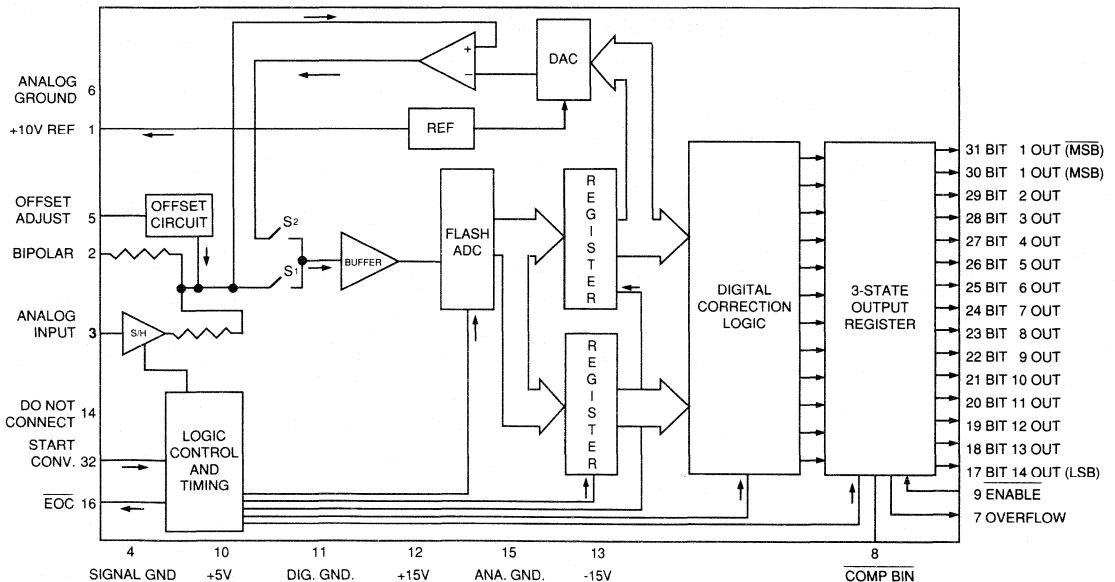 DAC
ANALOG
GROUND 6
+10V REF 1
REF
OFFSET
ADJUST 5
OFFSET
CIRCUIT
BIPOLAR 2
S2
S1
BUFFER
FLASH
ADC
REGISTER
ANALOG
INPUT 3
S/H
REGISTER
DIGITAL
CORRECTION
LOGIC
3-STATE
OUTPUT
REGISTER
DO NOT
CONNECT 14
START
CONV. 32
EOC 16
LOGIC
CONTROL
AND
TIMING
31 BIT 1 OUT (MSB)
30 BIT 1 OUT (MSB)
29 BIT 2 OUT
28 BIT 3 OUT
27 BIT 4 OUT
26 BIT 5 OUT
25 BIT 6 OUT
24 BIT 7 OUT
23 BIT 8 OUT
22 BIT 9 OUT
21 BIT 10 OUT
20 BIT 11 OUT
19 BIT 12 OUT
18 BIT 13 OUT
17 BIT 14 OUT (LSB)
9 ENABLE
7 OVERFLOW
4 10 11 12 15 13 8
SIGNAL GND +5V DIG. GND. +15V ANA. GND. -15V COMP BIN
+
−